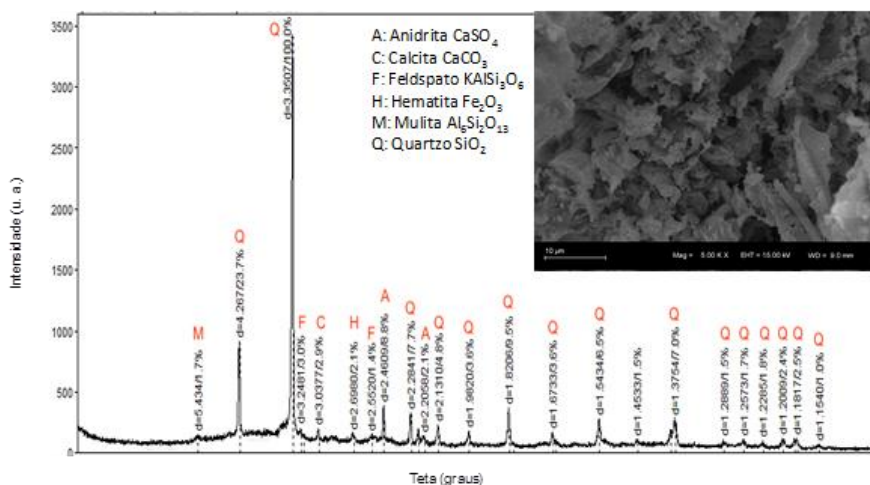 3500
3000
2500
2000
1500
1000
500
0
Intensidade (u. a.)
Teta (graus)
A: Anidrita CaSO₄
C: Calcita CaCO₃
F: Feldspato KAlSi₃O₆
H: Hematita Fe₂O₃
M: Mulita Al₆Si₂O₁₃
Q: Quartzo SiO₂
10 µm
Mag = 5.00 K X
EHT = 15.00 kV
WD = 9.0 mm
M
d=5.434/1.7%
Q
d=4.267/23.7%
Q
d=3.3507/100.0%
F
d=3.2481/3.0%
C
d=3.0377/2.9%
H
d=2.6980/2.1%
F
d=2.5520/1.4%
A
d=2.4609/8.8%
Q
d=2.2841/7.7%
A
d=2.2058/2.1%
Q
d=2.1310/4.8%
Q
d=1.9820/3.6%
Q
d=1.8206/9.5%
Q
d=1.6733/3.6%
Q
d=1.5434/6.5%
d=1.4533/1.5%
Q
d=1.3754/7.0%
Q
d=1.2889/1.5%
Q
d=1.2573/1.7%
Q
d=1.2285/1.8%
Q
d=1.2009/2.4%
Q
d=1.1817/2.5%
Q
d=1.1540/1.0%